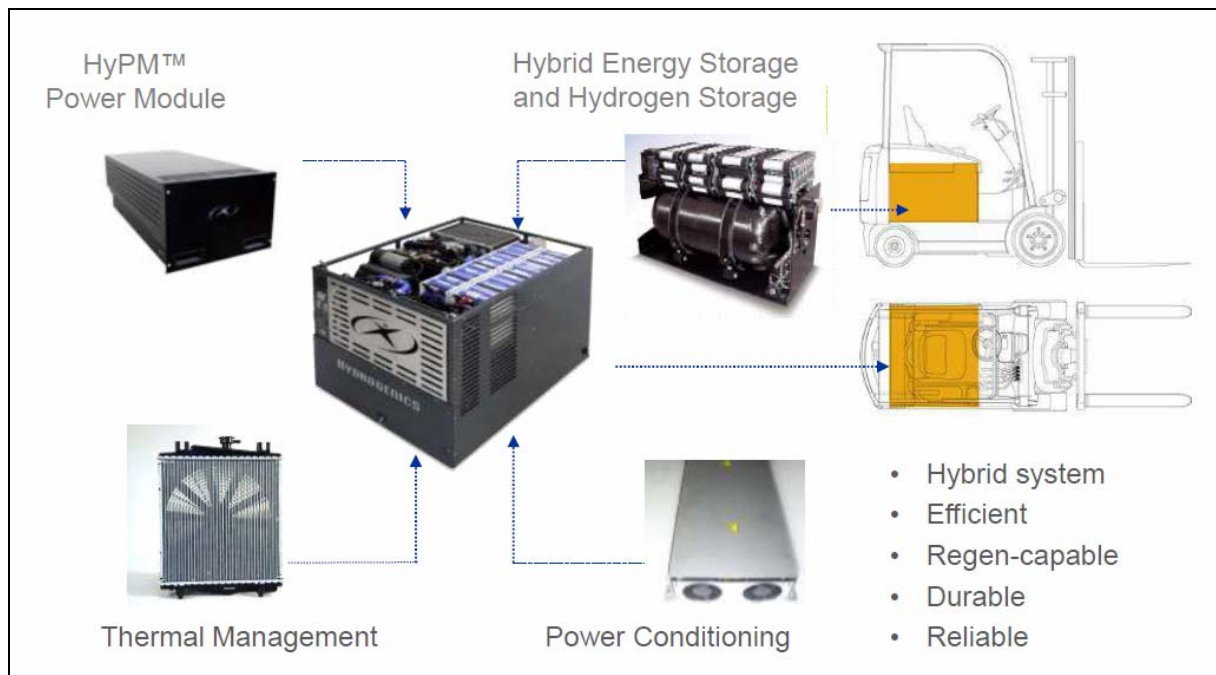 HyPM™
Power Module
Hybrid Energy Storage
and Hydrogen Storage
HYDROGENICS
Thermal Management
Power Conditioning
• Hybrid system
• Efficient
• Regen-capable
• Durable
• Reliable